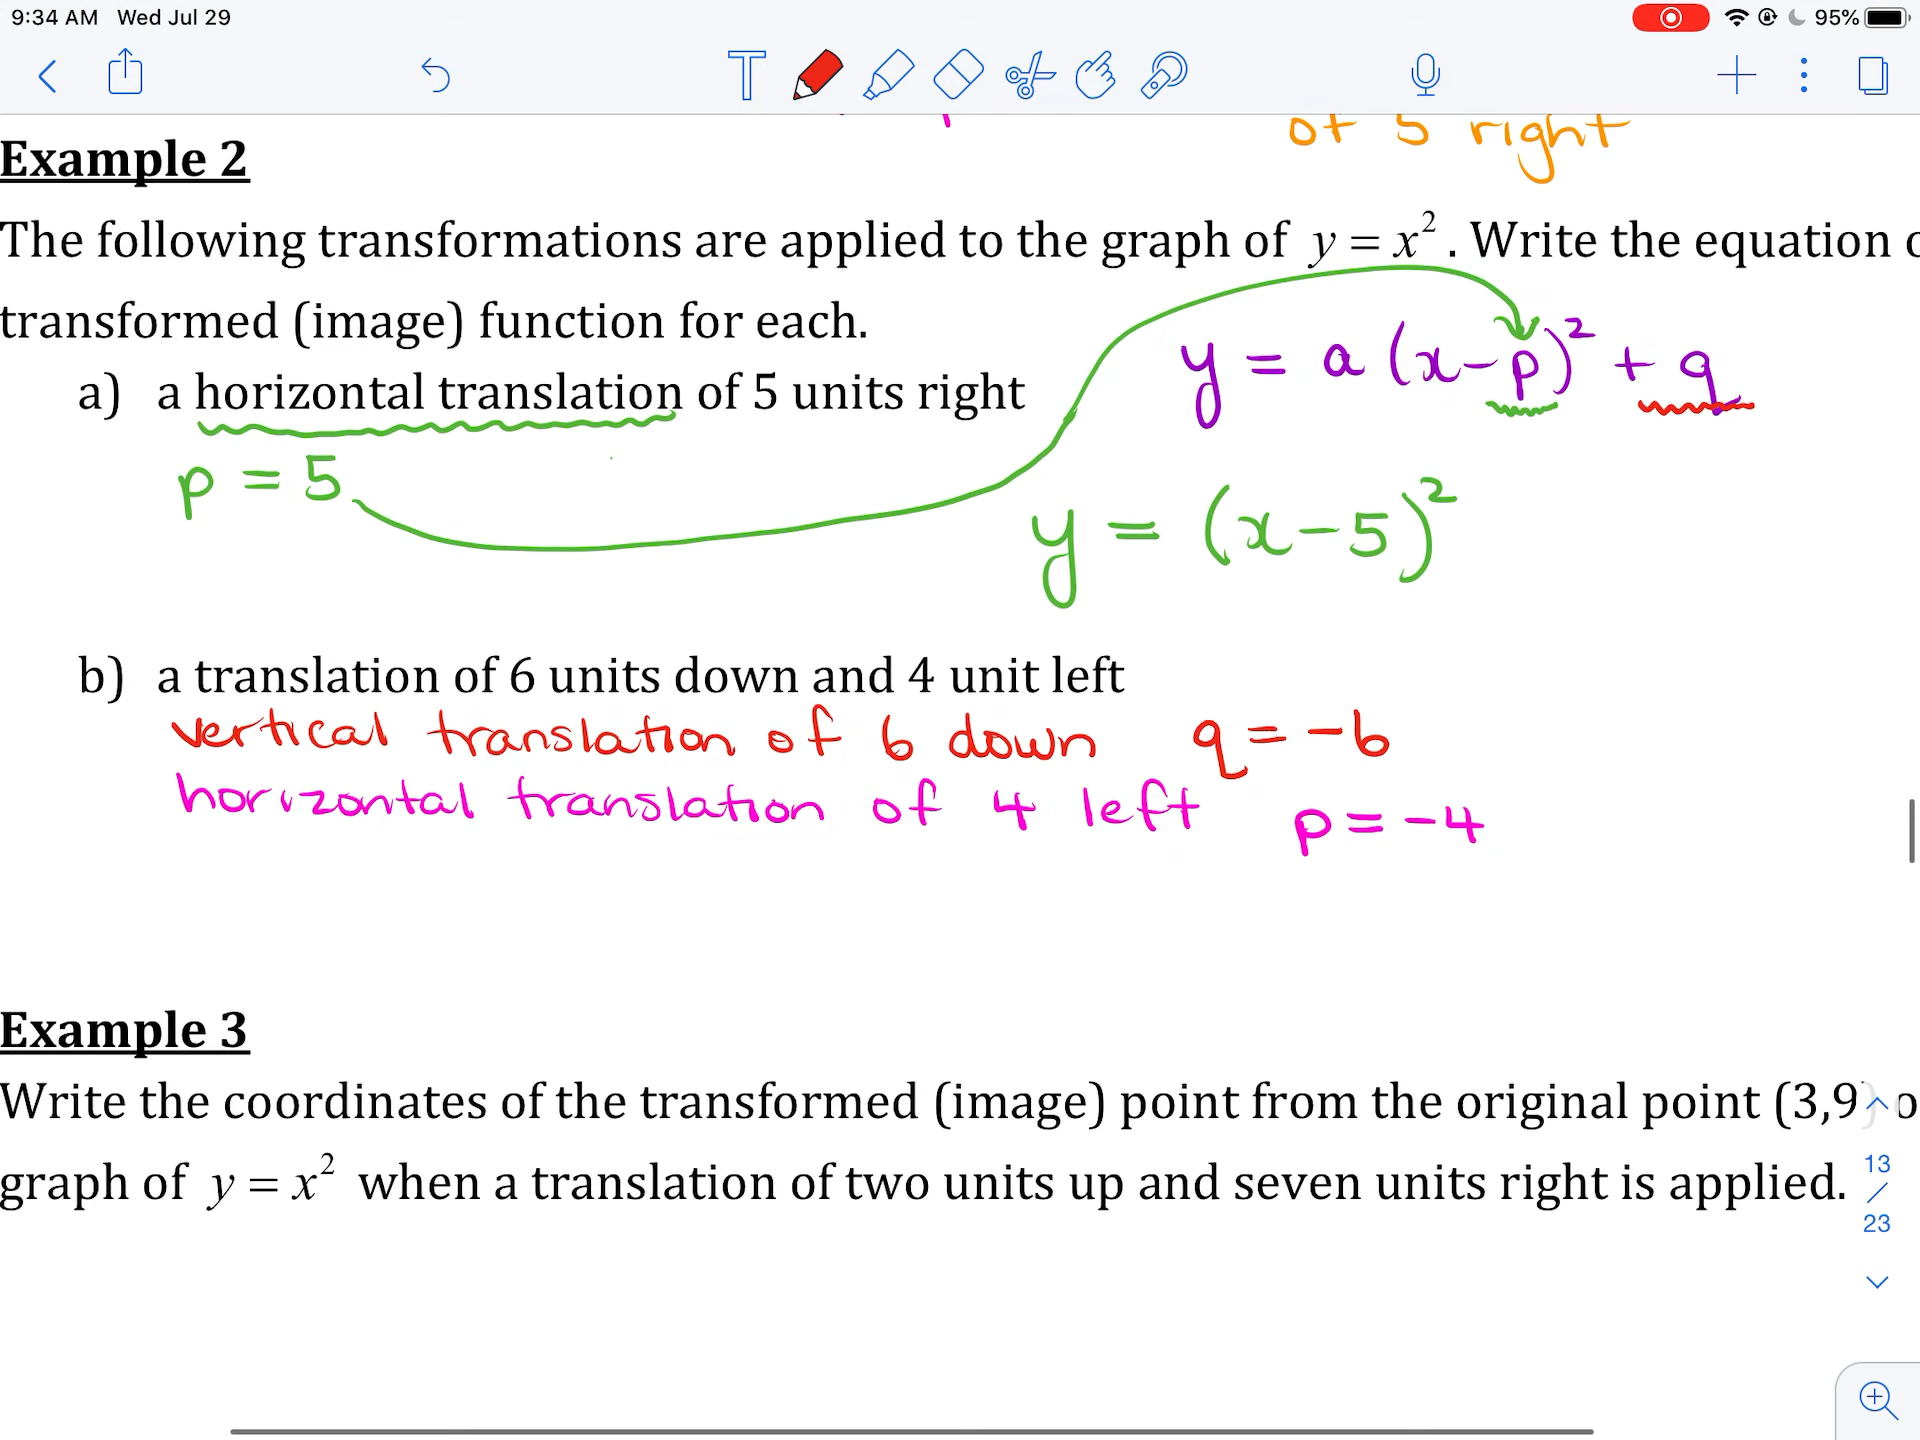 9:34 AM Wed Jul 29
95%
of 5 right
Example 2
The following transformations are applied to the graph of y = x². Write the equation
transformed (image) function for each.
y = a (x-p)² + q
a) a horizontal translation of 5 units right
p = 5
y = (x-5)²
b) a translation of 6 units down and 4 unit left
vertical translation of 6 down q = -6
horizontal translation of 4 left p = -4
Example 3
Write the coordinates of the transformed (image) point from the original point (3,9)
graph of y = x² when a translation of two units up and seven units right is applied.
13
/
23